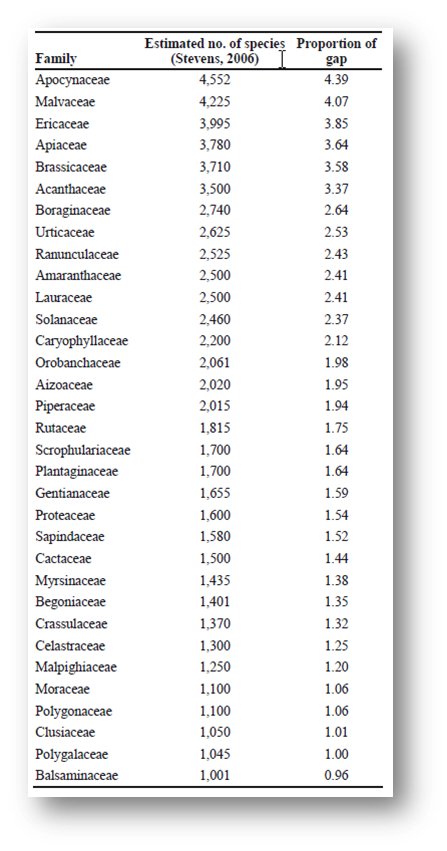 Estimated no. of species Proportion of
Family (Stevens, 2006) gap
Apocynaceae 4,552 4.39
Malvaceae 4,225 4.07
Ericaceae 3,995 3.85
Apiaceae 3,780 3.64
Brassicaceae 3,710 3.58
Acanthaceae 3,500 3.37
Boraginaceae 2,740 2.64
Urticaceae 2,625 2.53
Ranunculaceae 2,525 2.43
Amaranthaceae 2,500 2.41
Lauraceae 2,500 2.41
Solanaceae 2,460 2.37
Caryophyllaceae 2,200 2.12
Orobanchaceae 2,061 1.98
Aizoaceae 2,020 1.95
Piperaceae 2,015 1.94
Rutaceae 1,815 1.75
Scrophulariaceae 1,700 1.64
Plantaginaceae 1,700 1.64
Gentianaceae 1,655 1.59
Proteaceae 1,600 1.54
Sapindaceae 1,580 1.52
Cactaceae 1,500 1.44
Myrsinaceae 1,435 1.38
Begoniaceae 1,401 1.35
Crassulaceae 1,370 1.32
Celastraceae 1,300 1.25
Malpighiaceae 1,250 1.20
Moraceae 1,100 1.06
Polygonaceae 1,100 1.06
Clusiaceae 1,050 1.01
Polygalaceae 1,045 1.00
Balsaminaceae 1,001 0.96